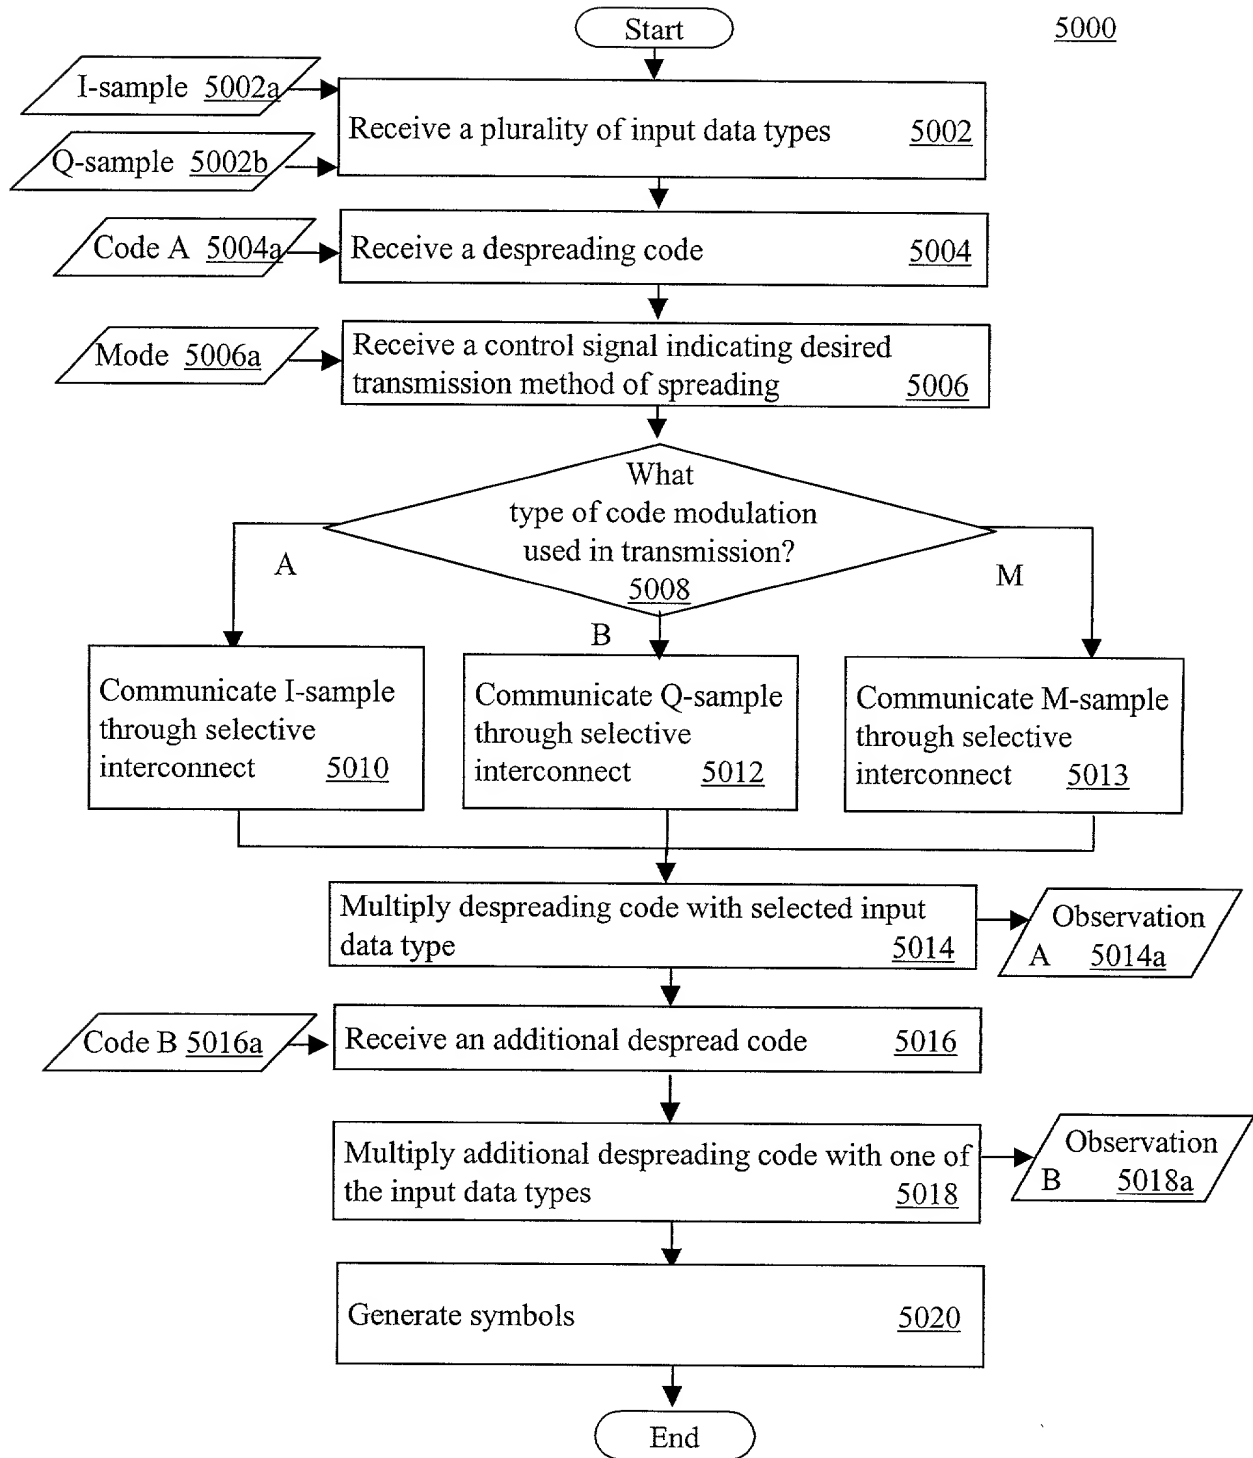 Start
5000
I-sample 5002a
Receive a plurality of input data types 5002
Q-sample 5002b
Code A 5004a
Receive a despreading code 5004
Mode 5006a
Receive a control signal indicating desired
transmission method of spreading 5006
What
type of code modulation
used in transmission?
5008
A
B
M
Communicate I-sample
through selective
interconnect 5010
Communicate Q-sample
through selective
interconnect 5012
Communicate M-sample
through selective
interconnect 5013
Multiply despreading code with selected input
data type 5014
Observation
A 5014a
Code B 5016a
Receive an additional despread code 5016
Multiply additional despreading code with one of
the input data types 5018
Observation
B 5018a
Generate symbols 5020
End